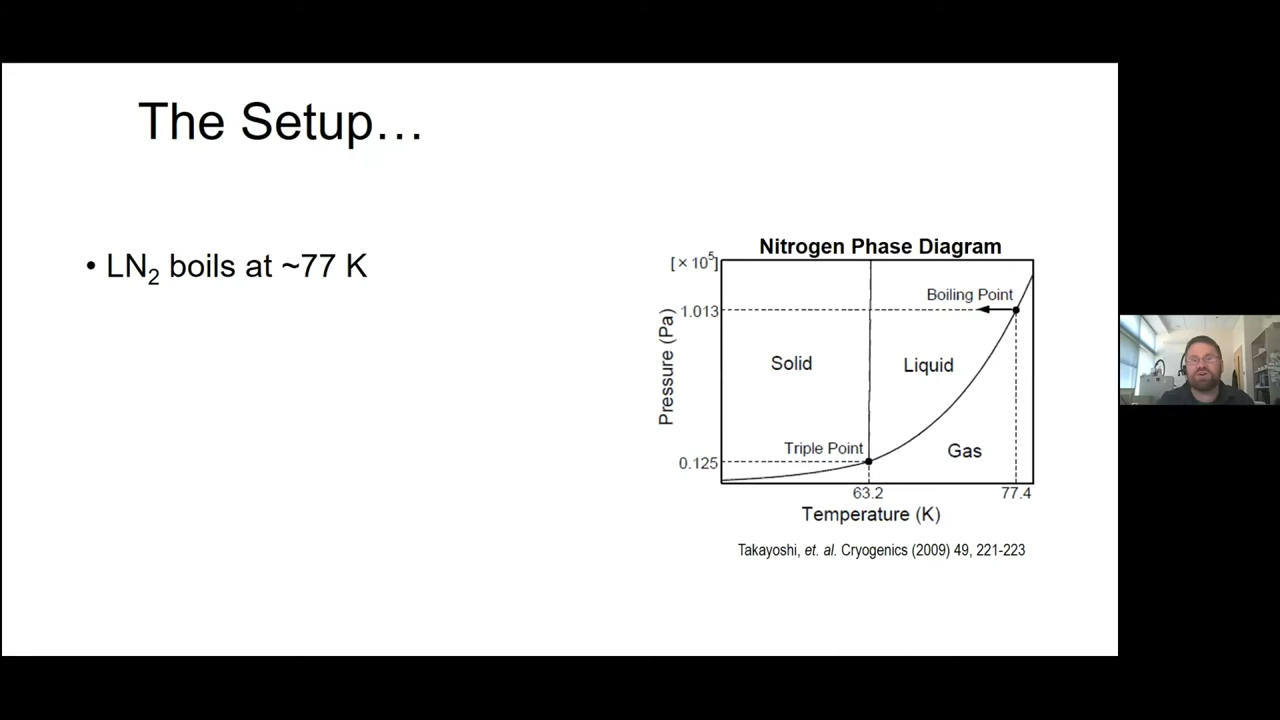 The Setup…
• LN₂ boils at ~77 K
Nitrogen Phase Diagram
[×10⁵]
Boiling Point
1.013
Pressure (Pa)
Solid
Liquid
Triple Point
Gas
0.125
63.2
77.4
Temperature (K)
Takayoshi, et. al. Cryogenics (2009) 49, 221-223